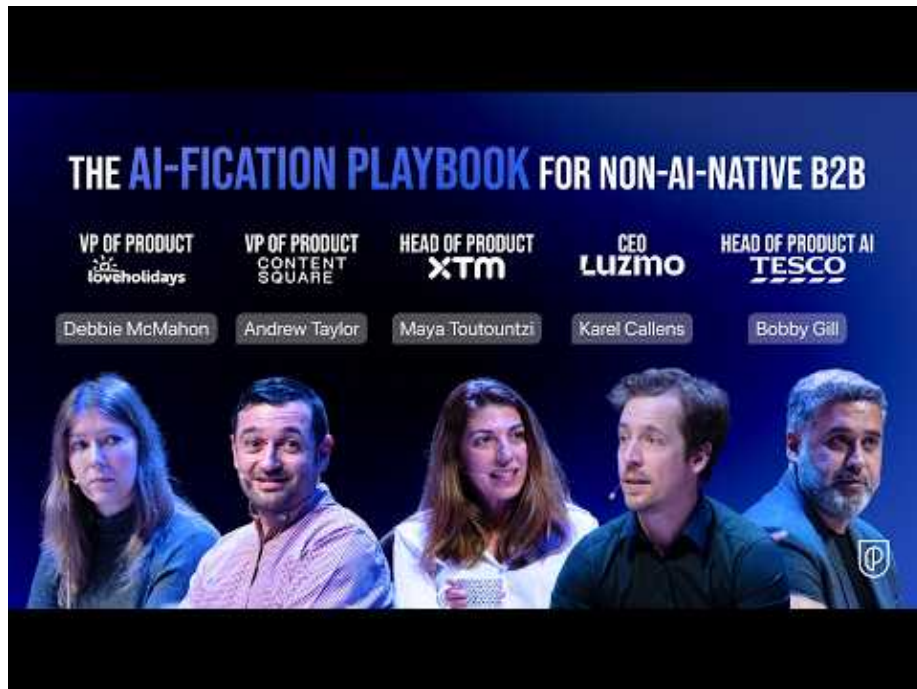 THE AI-FICATION PLAYBOOK FOR NON-AI-NATIVE B2B
VP OF PRODUCT
loveholidays
Debbie McMahon
VP OF PRODUCT
CONTENT
SQUARE
Andrew Taylor
HEAD OF PRODUCT
XTM
Maya Toutountzi
CEO
LUZMO
Karel Callens
HEAD OF PRODUCT AI
TESCO
Bobby Gill